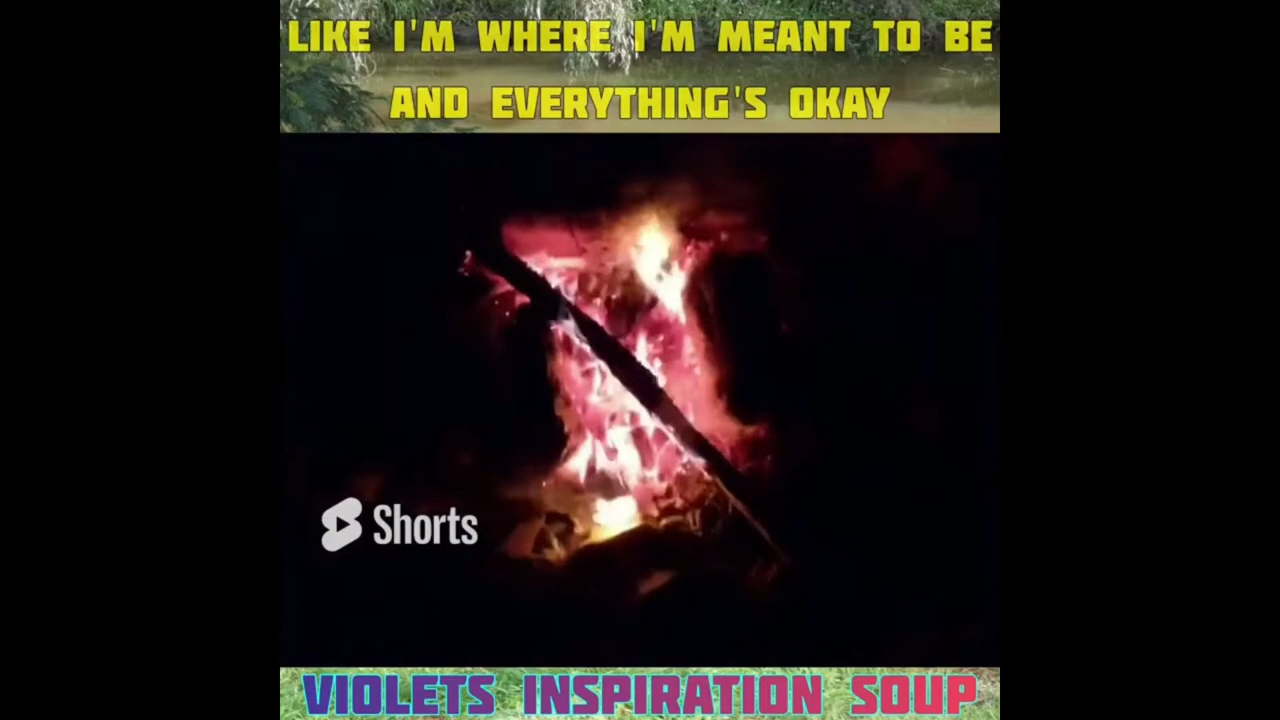 LIKE I'M WHERE I'M MEANT TO BE
AND EVERYTHING'S OKAY
Shorts
VIOLETS INSPIRATION SOUP